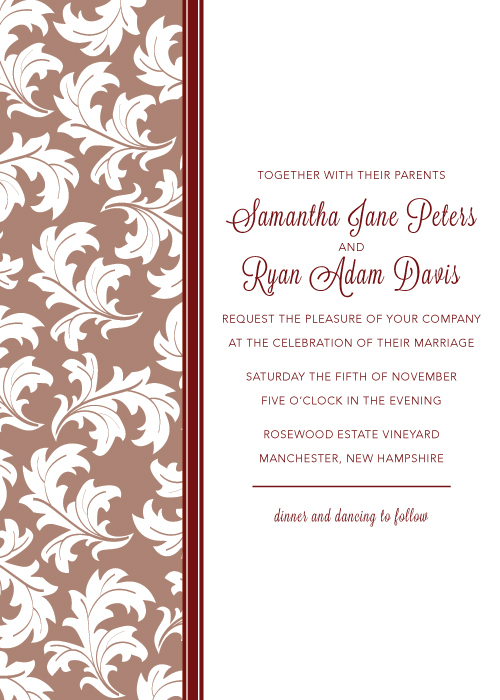 TOGETHER WITH THEIR PARENTS
Samantha Jane Peters
AND
Ryan Adam Davis
REQUEST THE PLEASURE OF YOUR COMPANY
AT THE CELEBRATION OF THEIR MARRIAGE
SATURDAY THE FIFTH OF NOVEMBER
FIVE O'CLOCK IN THE EVENING
ROSEWOOD ESTATE VINEYARD
MANCHESTER, NEW HAMPSHIRE
dinner and dancing to follow